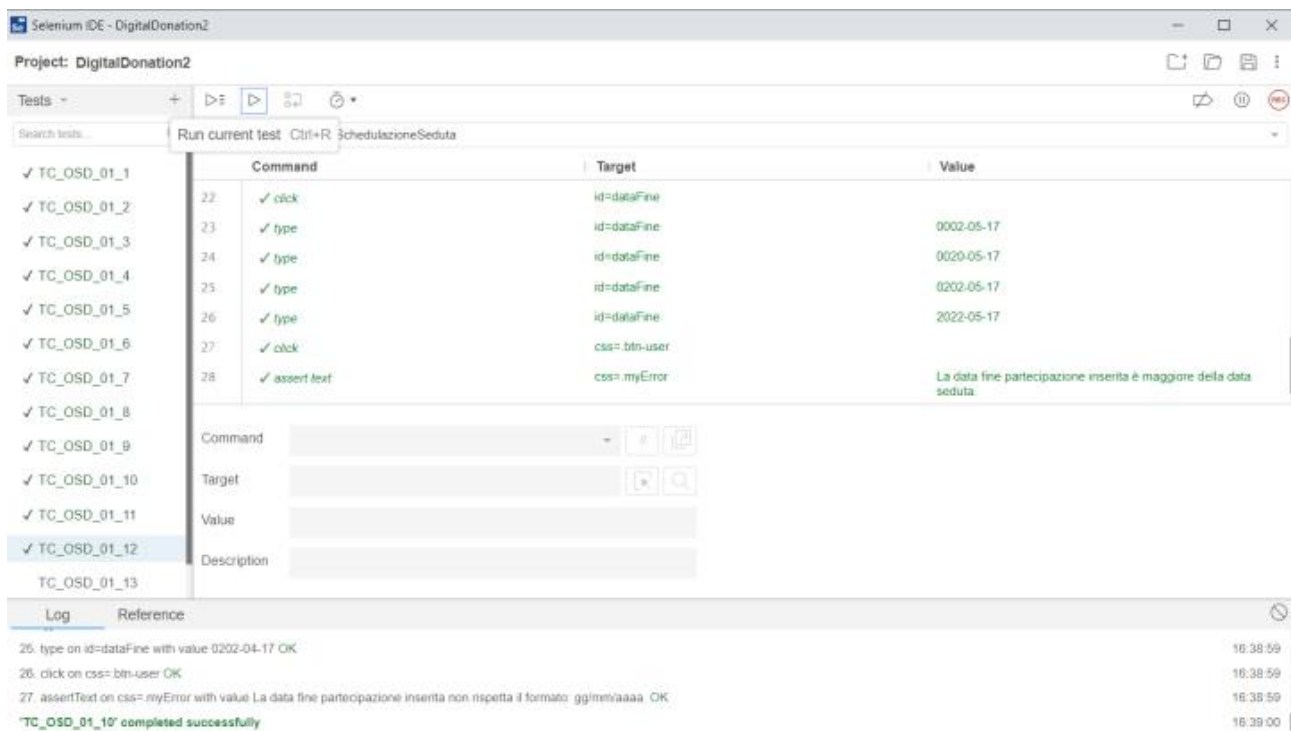 Selenium IDE - DigitalDonation2
Project: DigitalDonation2
Tests
Search tests...
Run current test Ctrl+R SchedulazioneSeduta
Command Target Value
✓ TC_OSD_01_1
✓ TC_OSD_01_2
✓ TC_OSD_01_3
✓ TC_OSD_01_4
✓ TC_OSD_01_5
✓ TC_OSD_01_6
✓ TC_OSD_01_7
✓ TC_OSD_01_8
✓ TC_OSD_01_9
✓ TC_OSD_01_10
✓ TC_OSD_01_11
✓ TC_OSD_01_12
TC_OSD_01_13
22 ✓ click id=dataFine
23 ✓ type id=dataFine 0002-05-17
24 ✓ type id=dataFine 0020-05-17
25 ✓ type id=dataFine 0202-05-17
26 ✓ type id=dataFine 2022-05-17
27 ✓ click css=.btn-user
28 ✓ assert text css=.myError La data fine partecipazione inserita è maggiore della data
seduta.
Command //
Target
Value
Description
Log Reference
25. type on id=dataFine with value 0202-04-17 OK 16:38:59
26. click on css=.btn-user OK 16:38:59
27. assertText on css=.myError with value La data fine partecipazione inserita non rispetta il formato: gg/mm/aaaa. OK 16:38:59
'TC_OSD_01_10' completed successfully 16:39:00